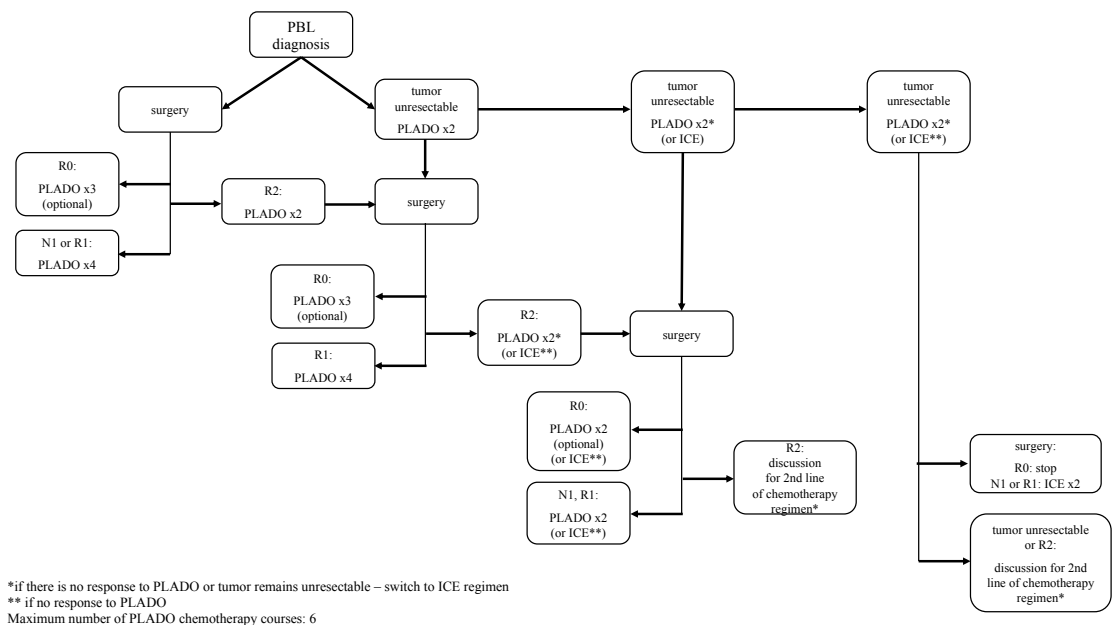 PBL
diagnosis
surgery
tumor
unresectable
PLADO x2
tumor
unresectable
PLADO x2*
(or ICE)
tumor
unresectable
PLADO x2*
(or ICE**)
R0:
PLADO x3
(optional)
R2:
PLADO x2
surgery
N1 or R1:
PLADO x4
R0:
PLADO x3
(optional)
R2:
PLADO x2*
(or ICE**)
surgery
R1:
PLADO x4
R0:
PLADO x2
(optional)
(or ICE**)
R2:
discussion
for 2nd line
of chemotherapy
regimen*
N1, R1:
PLADO x2
(or ICE**)
surgery:
R0: stop
N1 or R1: ICE x2
tumor unresectable
or R2:
discussion for 2nd
line of chemotherapy
regimen*
*if there is no response to PLADO or tumor remains unresectable – switch to ICE regimen
** if no response to PLADO
Maximum number of PLADO chemotherapy courses: 6